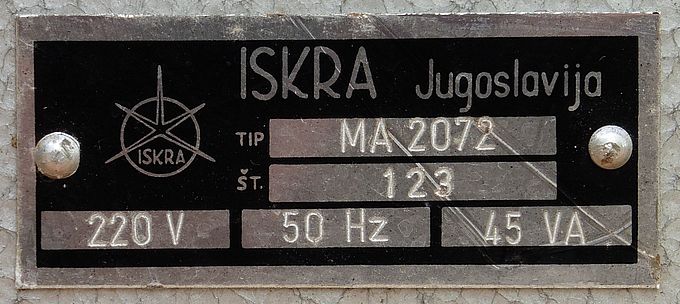 ISKRA Jugoslavija
ISKRA
TIP MA 2072
ŠT. 123
220 V 50 Hz 45 VA